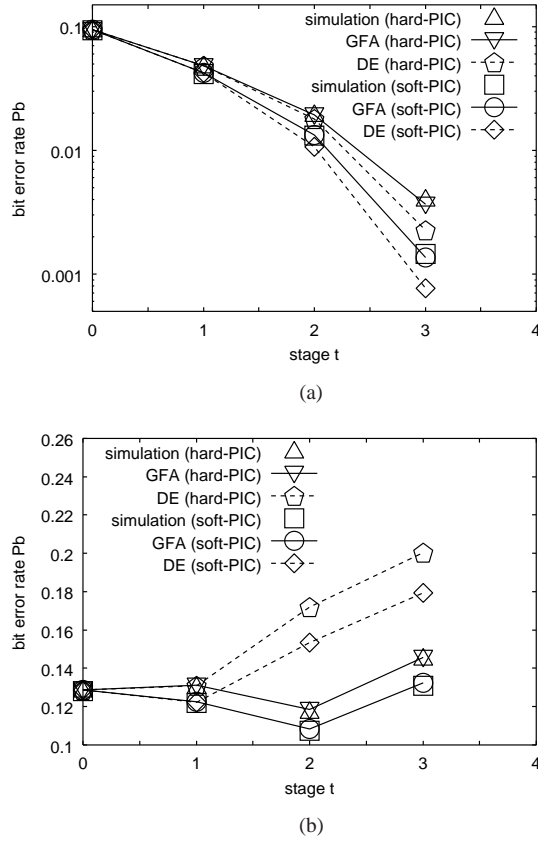 simulation (hard-PIC)
GFA (hard-PIC)
DE (hard-PIC)
simulation (soft-PIC)
GFA (soft-PIC)
DE (soft-PIC)
0.1
0.01
0.001
bit error rate Pb
0 1 2 3 4
stage t
(a)
simulation (hard-PIC)
GFA (hard-PIC)
DE (hard-PIC)
simulation (soft-PIC)
GFA (soft-PIC)
DE (soft-PIC)
0.26
0.24
0.22
0.2
0.18
0.16
0.14
0.12
0.1
bit error rate Pb
0 1 2 3 4
stage t
(b)